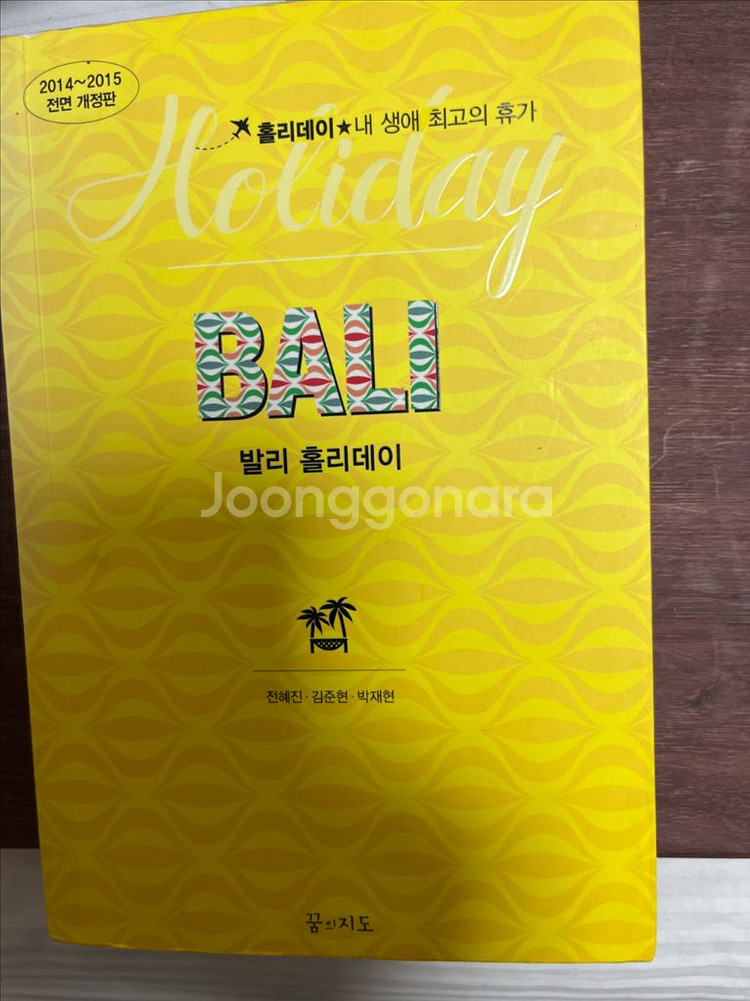 2014~2015
전면 개정판
홀리데이★내 생애 최고의 휴가
Holiday
BALI
발리 홀리데이
Joonggonara
전혜진·김준현·박재현
꿈의지도